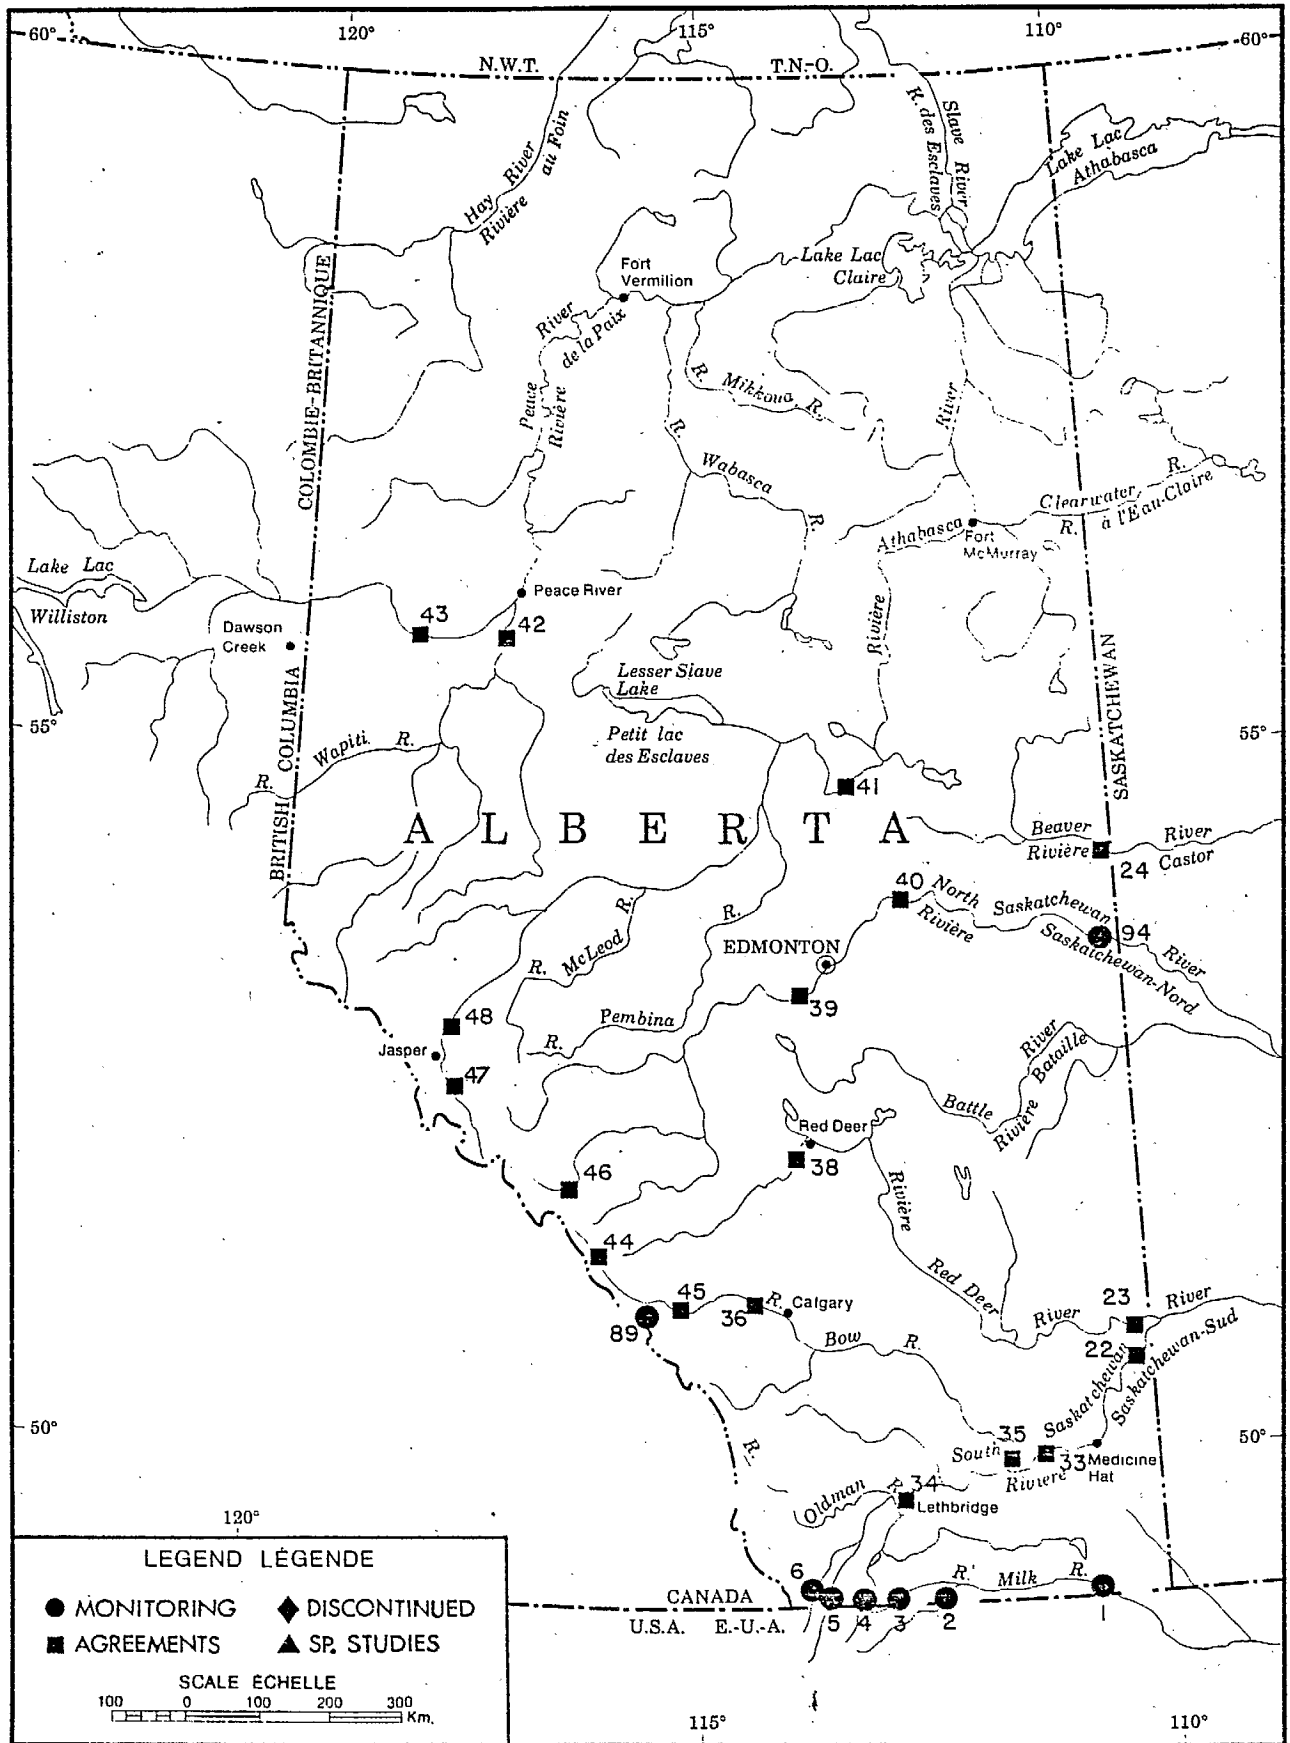 60°
120°
115°
110°
60°
N.W.T.
T.N.-O.
Hay River
Rivière au Foin
Slave River
R. des Esclaves
Lake Lac
Athabasca
Lake Lac
Claire
Fort
Vermilion
Peace River
Rivière de la Paix
R. Mikkoua R.
R. Wabasca R.
Athabasca River
Rivière
Clearwater R.
R. à l'Eau-Claire
Fort
McMurray
COLOMBIE-BRITANNIQUE
BRITISH COLUMBIA
SASKATCHEWAN
Lake Lac
Williston
Dawson
Creek
Peace River
43
42
Lesser Slave
Lake
Petit lac
des Esclaves
55°
55°
R. Wapiti R.
41
ALBERTA
Beaver River
Rivière Castor
24
40
North Saskatchewan River
Rivière Saskatchewan-Nord
94
EDMONTON
39
R. McLeod R.
R. Pembina R.
48
Jasper
47
Battle River
Rivière Bataille
Red Deer
38
46
44
Rivière
Red Deer River
45
R.
36
Calgary
89
Bow R.
23
22
River
South Saskatchewan
Rivière Saskatchewan-Sud
50°
50°
35
33
Medicine
Hat
R.
Oldman R.
34
Lethbridge
120°
R. Milk R.
6
5
4
3
2
1
CANADA
U.S.A. E.-U.-A.
LEGEND LÉGENDE
MONITORING
DISCONTINUED
AGREEMENTS
SP. STUDIES
SCALE ÉCHELLE
100 0 100 200 300
Km.
115°
110°